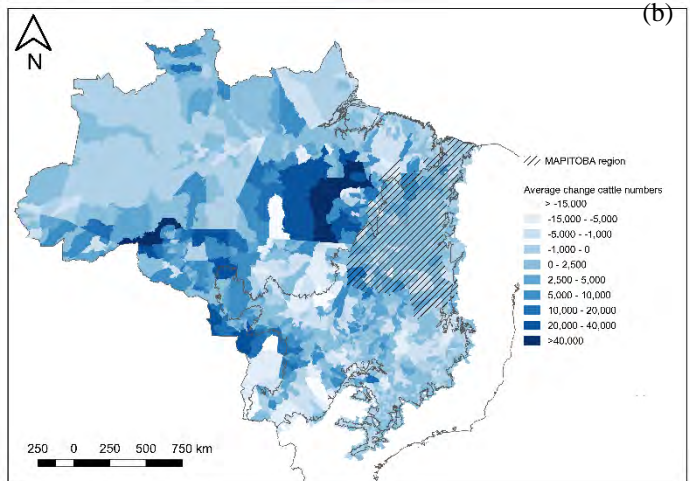 (b)
N
MAPITOBA region
Average change cattle numbers
> -15.000
-15,000 - -5,000
-5.000 - -1,000
-1,000 - 0
0 - 2,500
2,500 - 5,000
5,000 - 10,000
10,000 - 20,000
20,000 - 40,000
>40,000
250 0 250 500 750 km